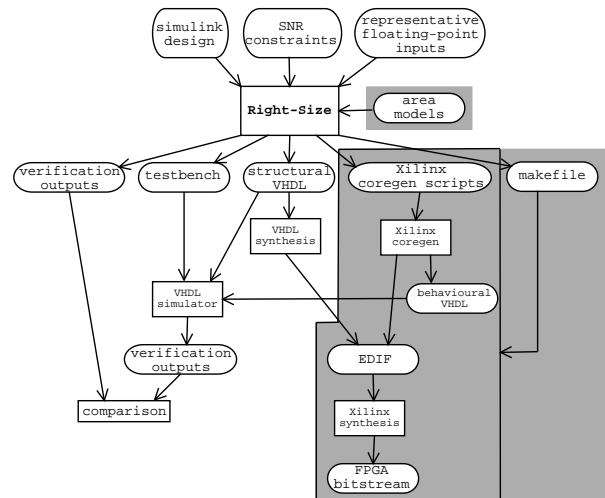 simulink
design
SNR
constraints
representative
floating-point
inputs
Right-Size
area
models
verification
outputs
testbench
structural
VHDL
Xilinx
coregen scripts
makefile
VHDL
synthesis
Xilinx
coregen
VHDL
simulator
behavioural
VHDL
verification
outputs
EDIF
comparison
Xilinx
synthesis
FPGA
bitstream